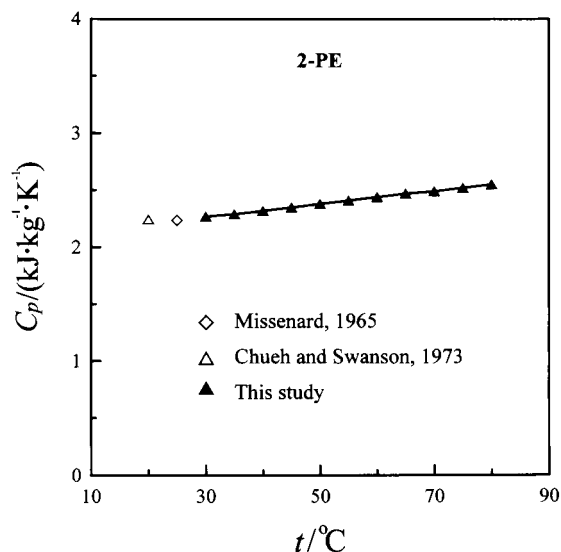 2-PE
4
3
2
1
0
C_p/(kJ·kg⁻¹·K⁻¹)
◇ Missenard, 1965
△ Chueh and Swanson, 1973
▲ This study
10 30 50 70 90
t/°C